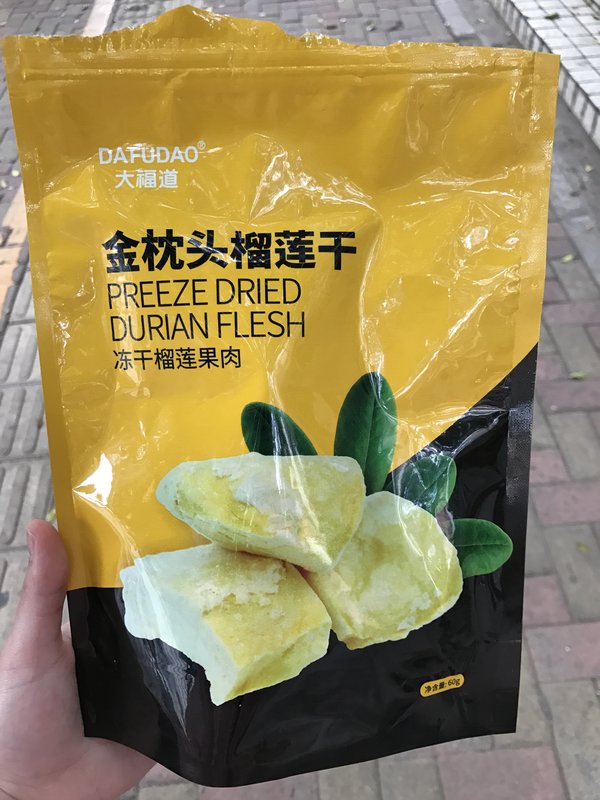 DAFUDAO®
大福道
金枕头榴莲干
PREEZE DRIED
DURIAN FLESH
冻干榴莲果肉
净含量: 60g